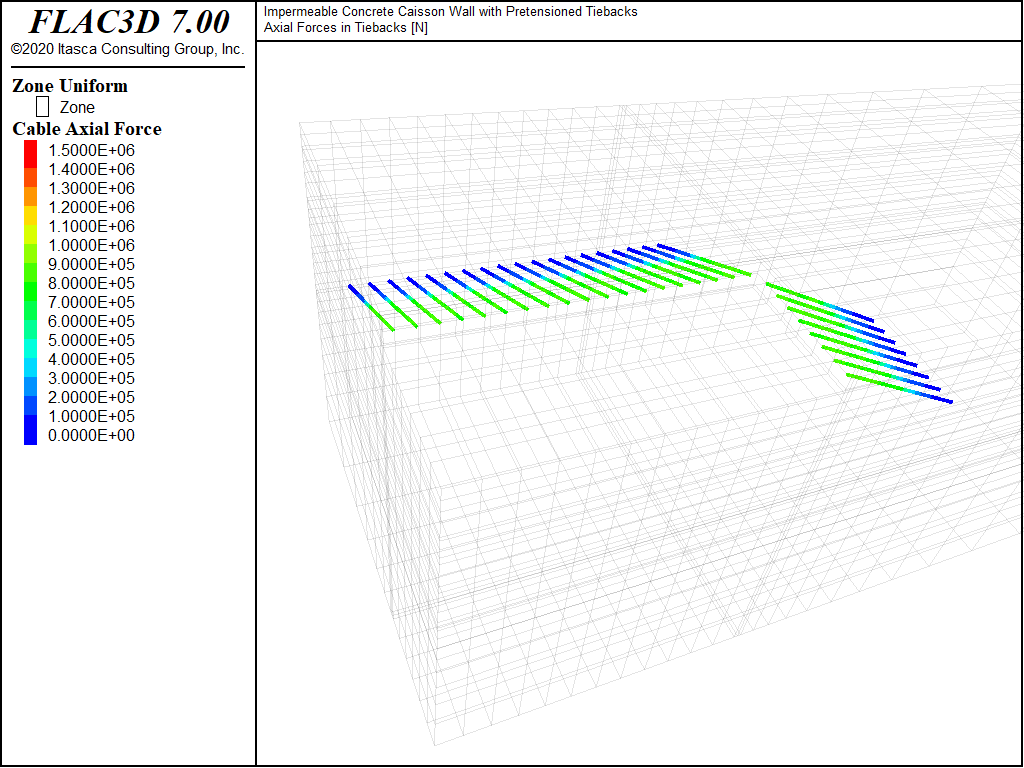 FLAC3D 7.00
©2020 Itasca Consulting Group, Inc.
Zone Uniform
Zone
Cable Axial Force
1.5000E+06
1.4000E+06
1.3000E+06
1.2000E+06
1.1000E+06
1.0000E+06
9.0000E+05
8.0000E+05
7.0000E+05
6.0000E+05
5.0000E+05
4.0000E+05
3.0000E+05
2.0000E+05
1.0000E+05
0.0000E+00
Impermeable Concrete Caisson Wall with Pretensioned Tiebacks
Axial Forces in Tiebacks [N]